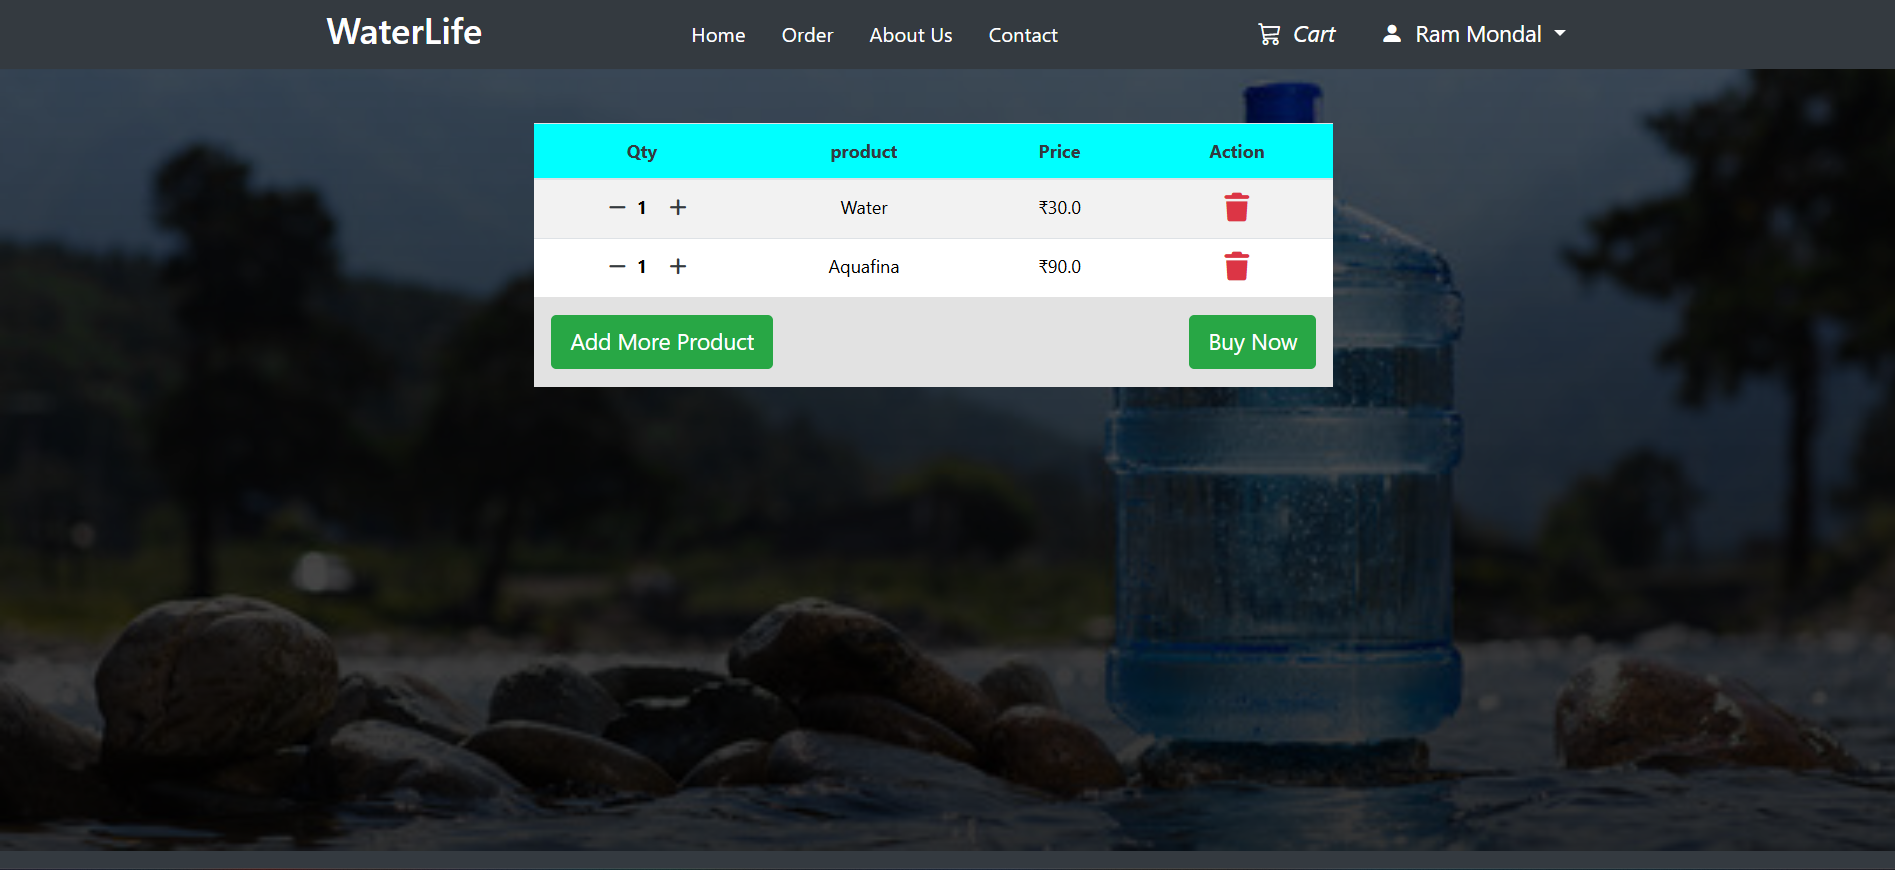 WaterLife
Home Order About Us Contact
Cart
Ram Mondal
Qty product Price Action
1 Water ₹30.0
1 Aquafina ₹90.0
Add More Product Buy Now